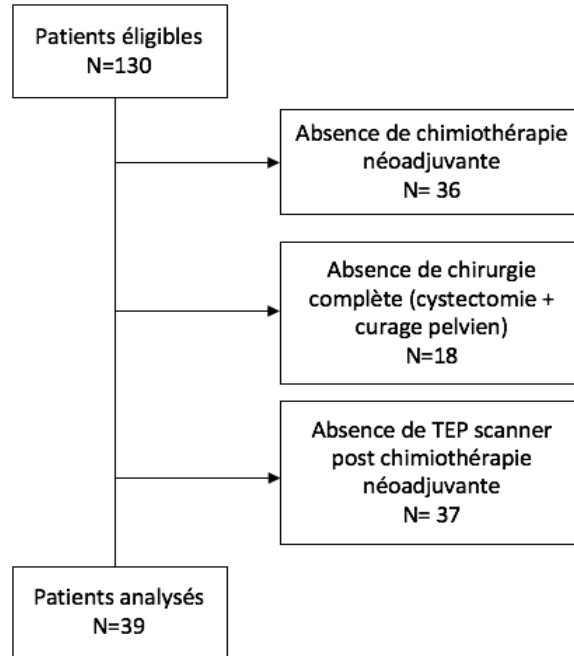 Patients éligibles
N=130
Absence de chimiothérapie
néoadjuvante
N= 36
Absence de chirurgie
complète (cystectomie +
curage pelvien)
N=18
Absence de TEP scanner
post chimiothérapie
néoadjuvante
N= 37
Patients analysés
N=39